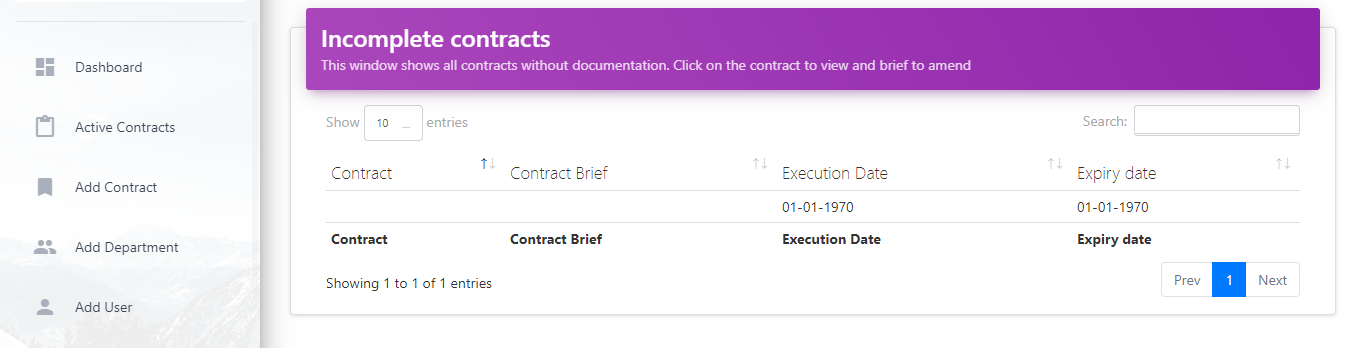 Incomplete contracts
This window shows all contracts without documentation. Click on the contract to view and brief to amend
Dashboard
Active Contracts
Add Contract
Add Department
Add User
Show 10 entries Search:
Contract Contract Brief Execution Date Expiry date
01-01-1970 01-01-1970
Contract Contract Brief Execution Date Expiry date
Showing 1 to 1 of 1 entries Prev 1 Next